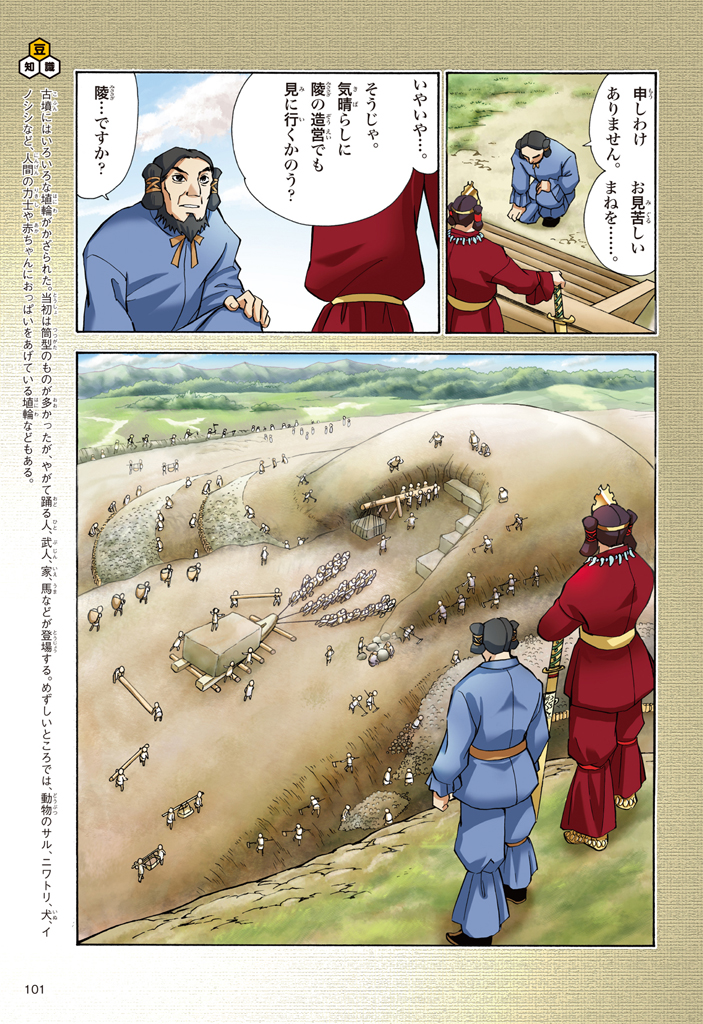 申しわけ
ありません。
お見苦しい
まねを……。
いやいや…。
そうじゃ。
気晴らしに
陵の造営でも
見に行くかのう?
陵…ですか?
豆
知識
古墳にはいろいろな埴輪がかざられた。当初は筒型のものが多かったが、やがて踊る人、武人、家、馬などが登場する。めずしいところでは、動物のサル、ニワトリ、犬、イ
ノシシなど、人間の力士や赤ちゃんにおっぱいをあげている埴輪などもある。
101